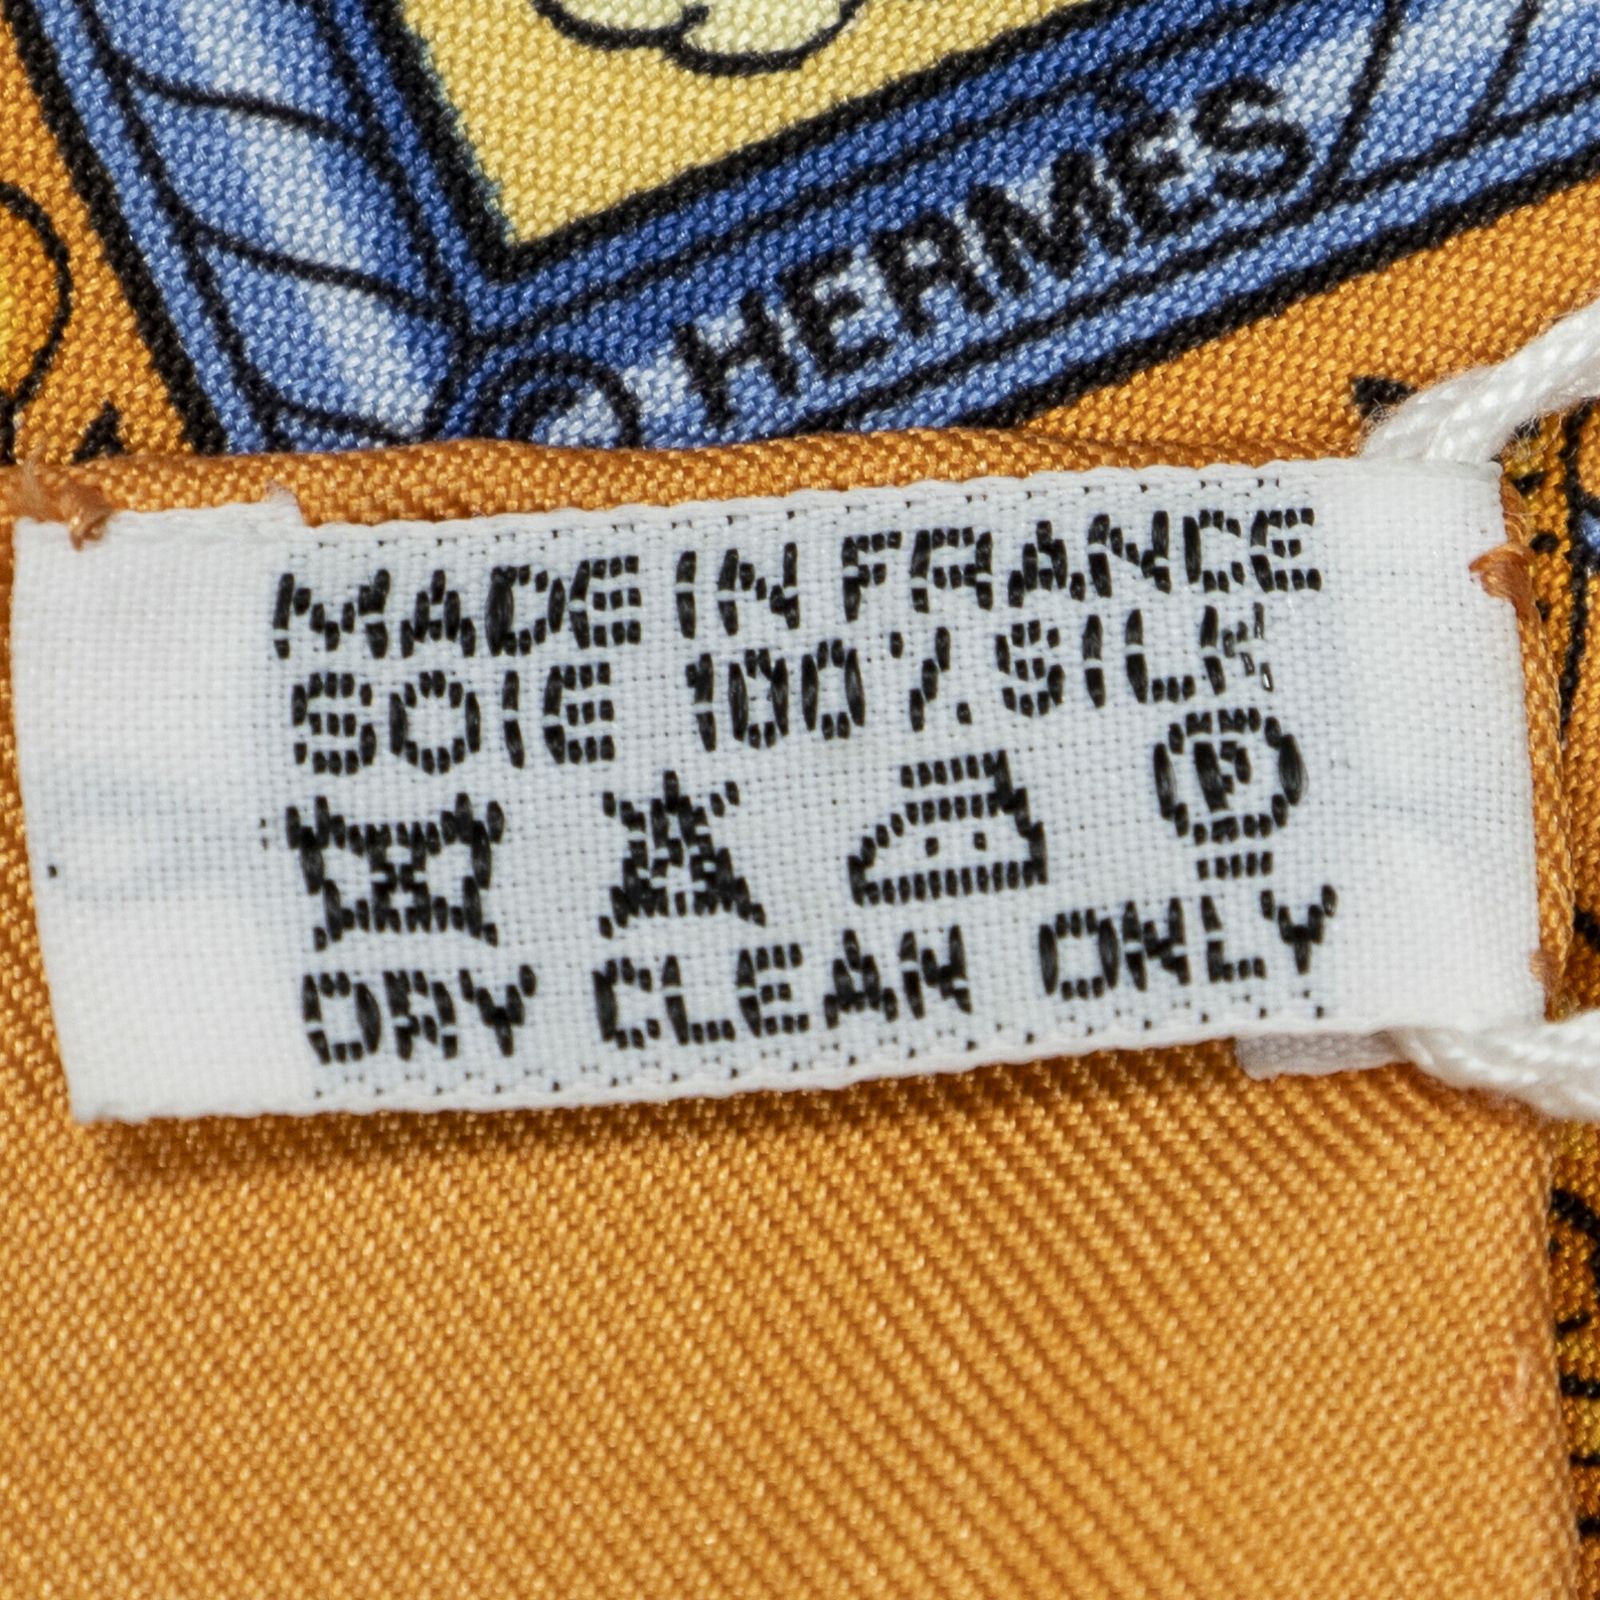 HERMES
MADE IN FRANCE
SOIE 100% SILK
P
DRY CLEAN ONLY